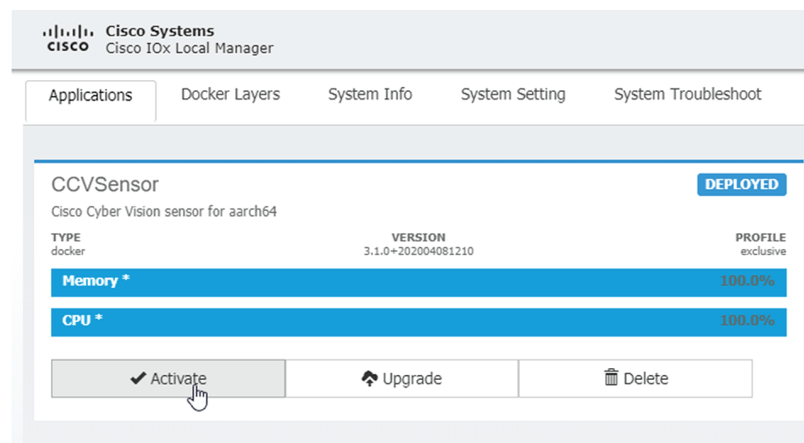 Cisco Systems
CISCO Cisco IOx Local Manager
Applications Docker Layers System Info System Setting System Troubleshoot
CCVSensor DEPLOYED
Cisco Cyber Vision sensor for aarch64
TYPE VERSION PROFILE
docker 3.1.0+202004081210 exclusive
Memory * 100.0%
CPU * 100.0%
Activate Upgrade Delete